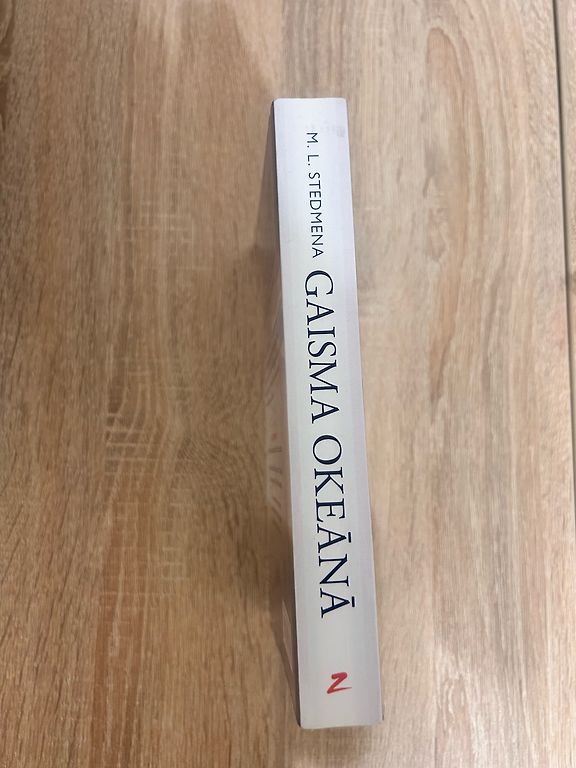 M. L. STEDMENA GAISMA OKEĀNĀ